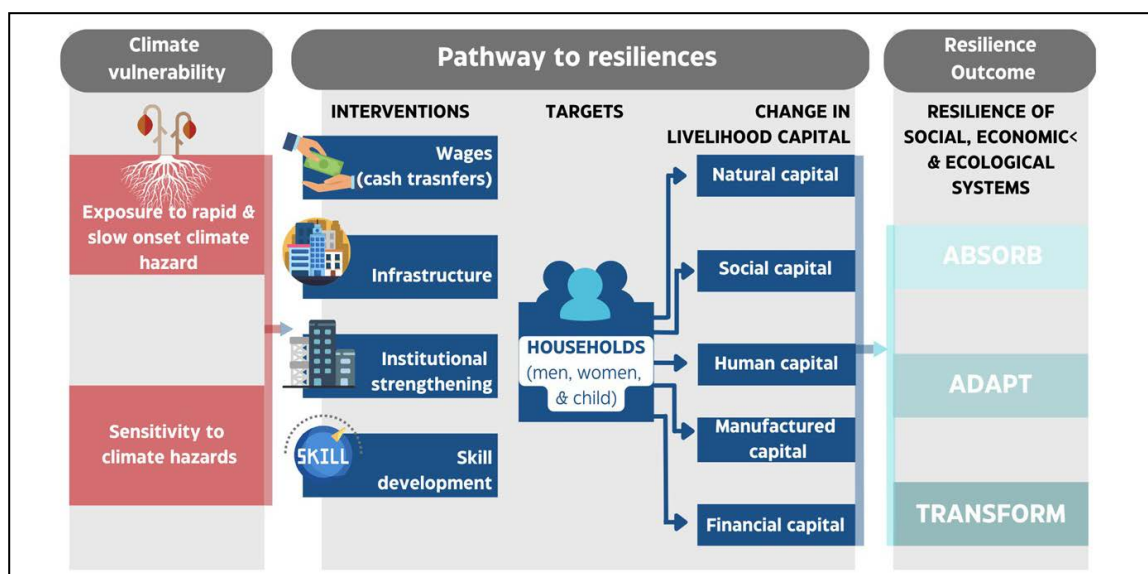 Climate
vulnerability
Pathway to resiliences
Resilience
Outcome
INTERVENTIONS
TARGETS
CHANGE IN
LIVELIHOOD CAPITAL
RESILIENCE OF
SOCIAL, ECONOMIC<
& ECOLOGICAL
SYSTEMS
Exposure to rapid &
slow onset climate
hazard
Sensitivity to
climate hazards
Wages
(cash trasnfers)
Infrastructure
Institutional
strengthening
SKILL
Skill
development
HOUSEHOLDS
(men, women,
& child)
Natural capital
Social capital
Human capital
Manufactured
capital
Financial capital
ABSORB
ADAPT
TRANSFORM